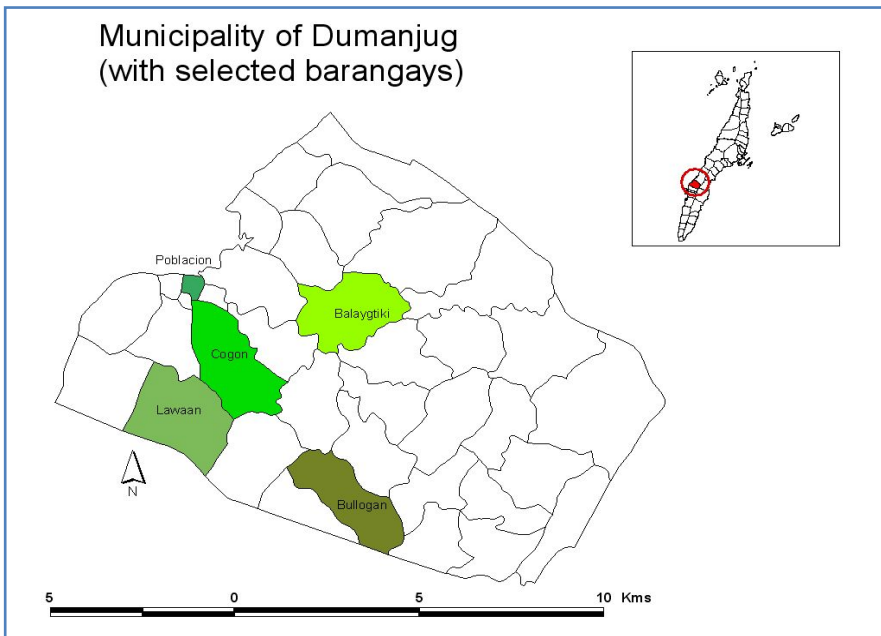 Municipality of Dumanjug
(with selected barangays)
Poblacion
Balaygtiki
Cogon
Lawaan
Bullogan
N
5 0 5 10 Kms